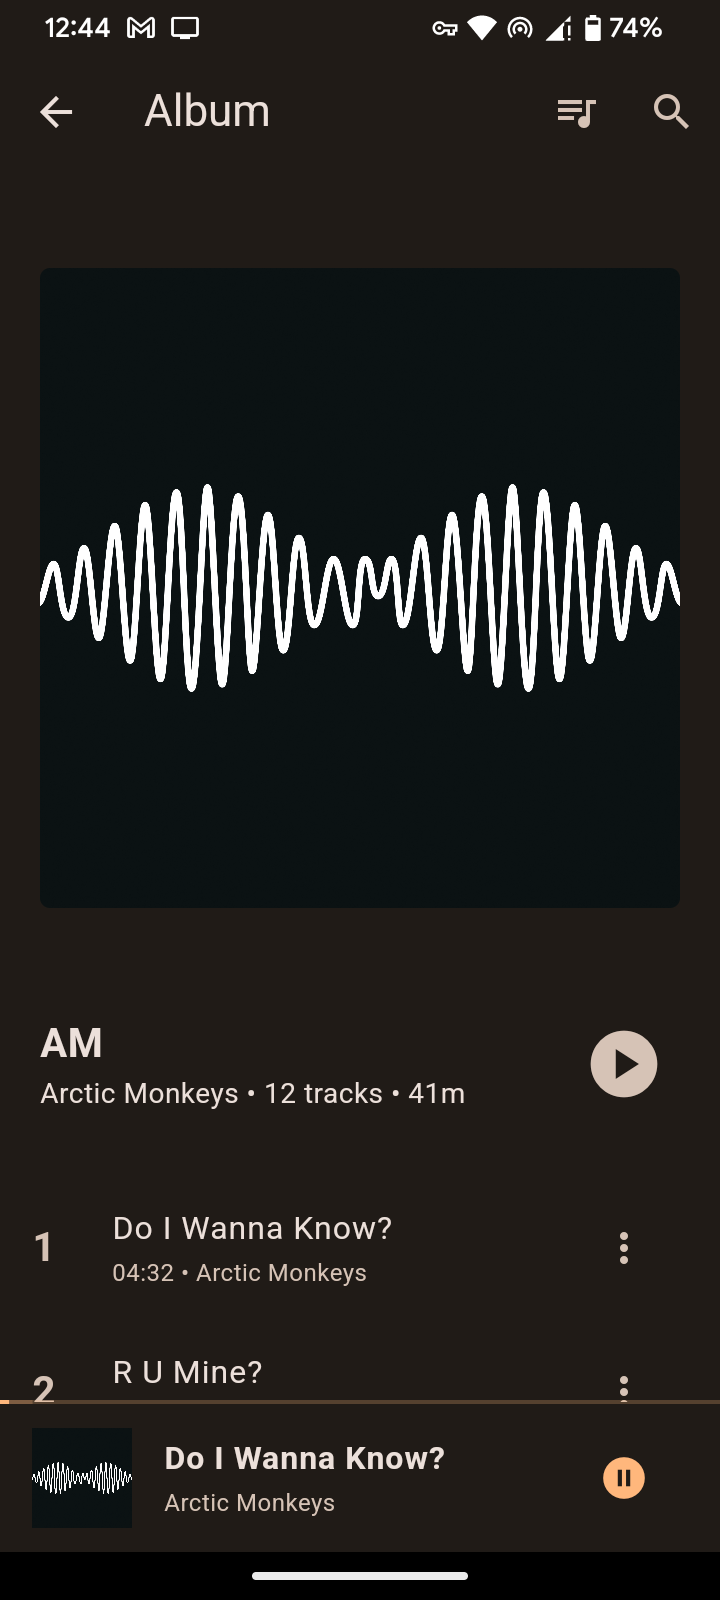 12:44 74%
Album
AM
Arctic Monkeys • 12 tracks • 41m
1 Do I Wanna Know?
04:32 • Arctic Monkeys
2 R U Mine?
Do I Wanna Know?
Arctic Monkeys